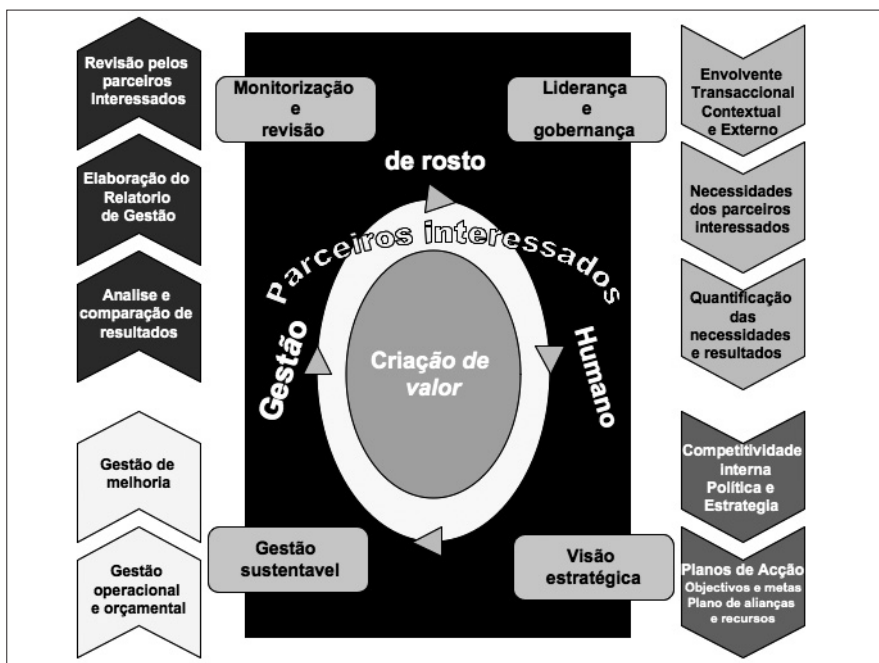 Revisão pelos
parceiros
Interessados
Elaboração do
Relatorio
de Gestão
Analise e
comparação de
resultados
Gestão de
melhoria
Gestão
operacional
e orçamental
Monitorização
e
revisão
Liderança
e
gobernança
de rosto
Parceiros interessados
Gestão
Humano
Criação de
valor
Gestão
sustentavel
Visão
estratégica
Envolvente
Transaccional
Contextual
e Externo
Necessidades
dos parceiros
interessados
Quantificação
das
necessidades
e resultados
Competitividade
interna
Política e
Estrategia
Planos de Acção
Objectivos e metas
Plano de alianças
e recursos